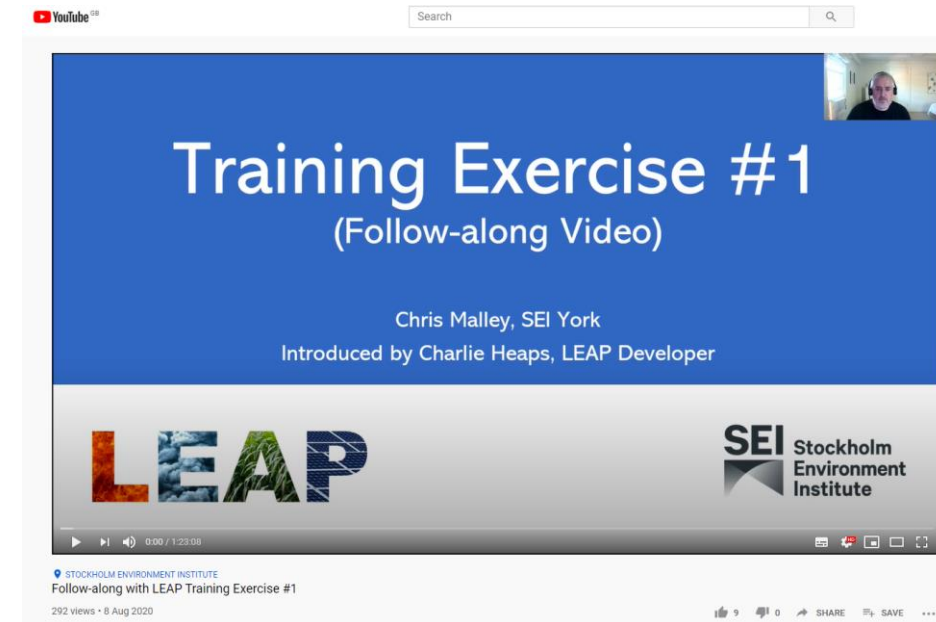 YouTube GB
Search
Training Exercise #1
(Follow-along Video)
Chris Malley, SEI York
Introduced by Charlie Heaps, LEAP Developer
LEAP
SEI Stockholm
Environment
Institute
0:00 / 1:23:08
HD
STOCKHOLM ENVIRONMENT INSTITUTE
Follow-along with LEAP Training Exercise #1
292 views • 8 Aug 2020
9
0
SHARE
SAVE